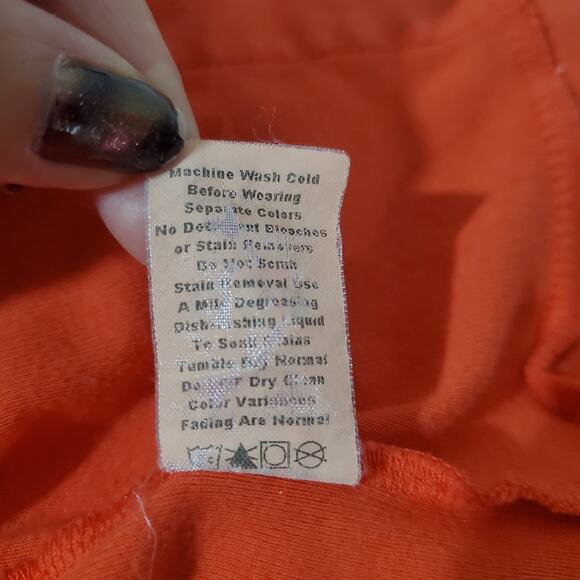 Machine Wash Cold
Before Wearing
Separate Colors
No Detergent Bleaches
or Stain Removers
Do Not Scrub
Stain Removal Use
A Mild Degreasing
Dishwashing Liquid
To Soak Stains
Tumble Dry Normal
Do Not Dry Clean
Color Variances
Fading Are Normal